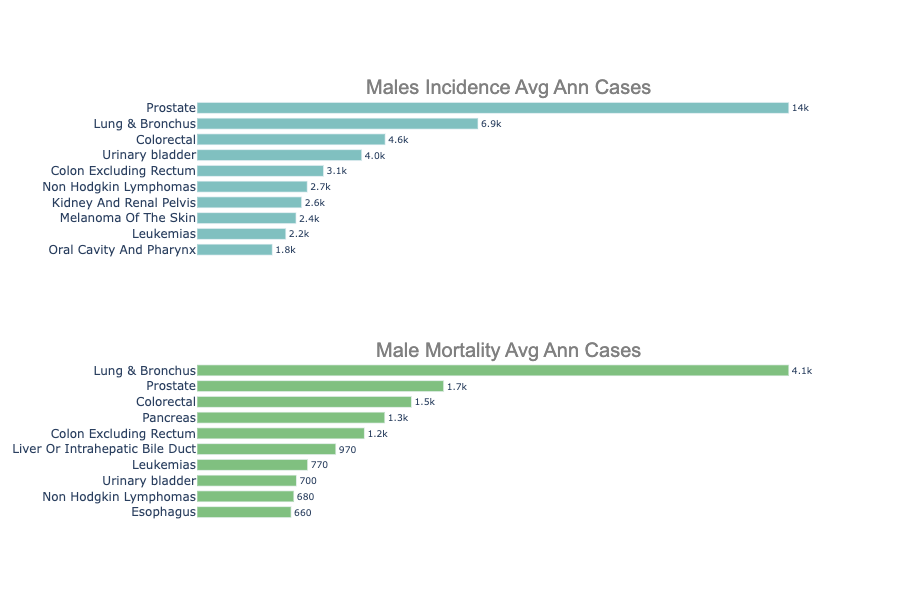 Males Incidence Avg Ann Cases
Prostate 14k
Lung & Bronchus 6.9k
Colorectal 4.6k
Urinary bladder 4.0k
Colon Excluding Rectum 3.1k
Non Hodgkin Lymphomas 2.7k
Kidney And Renal Pelvis 2.6k
Melanoma Of The Skin 2.4k
Leukemias 2.2k
Oral Cavity And Pharynx 1.8k
Male Mortality Avg Ann Cases
Lung & Bronchus 4.1k
Prostate 1.7k
Colorectal 1.5k
Pancreas 1.3k
Colon Excluding Rectum 1.2k
Liver Or Intrahepatic Bile Duct 970
Leukemias 770
Urinary bladder 700
Non Hodgkin Lymphomas 680
Esophagus 660